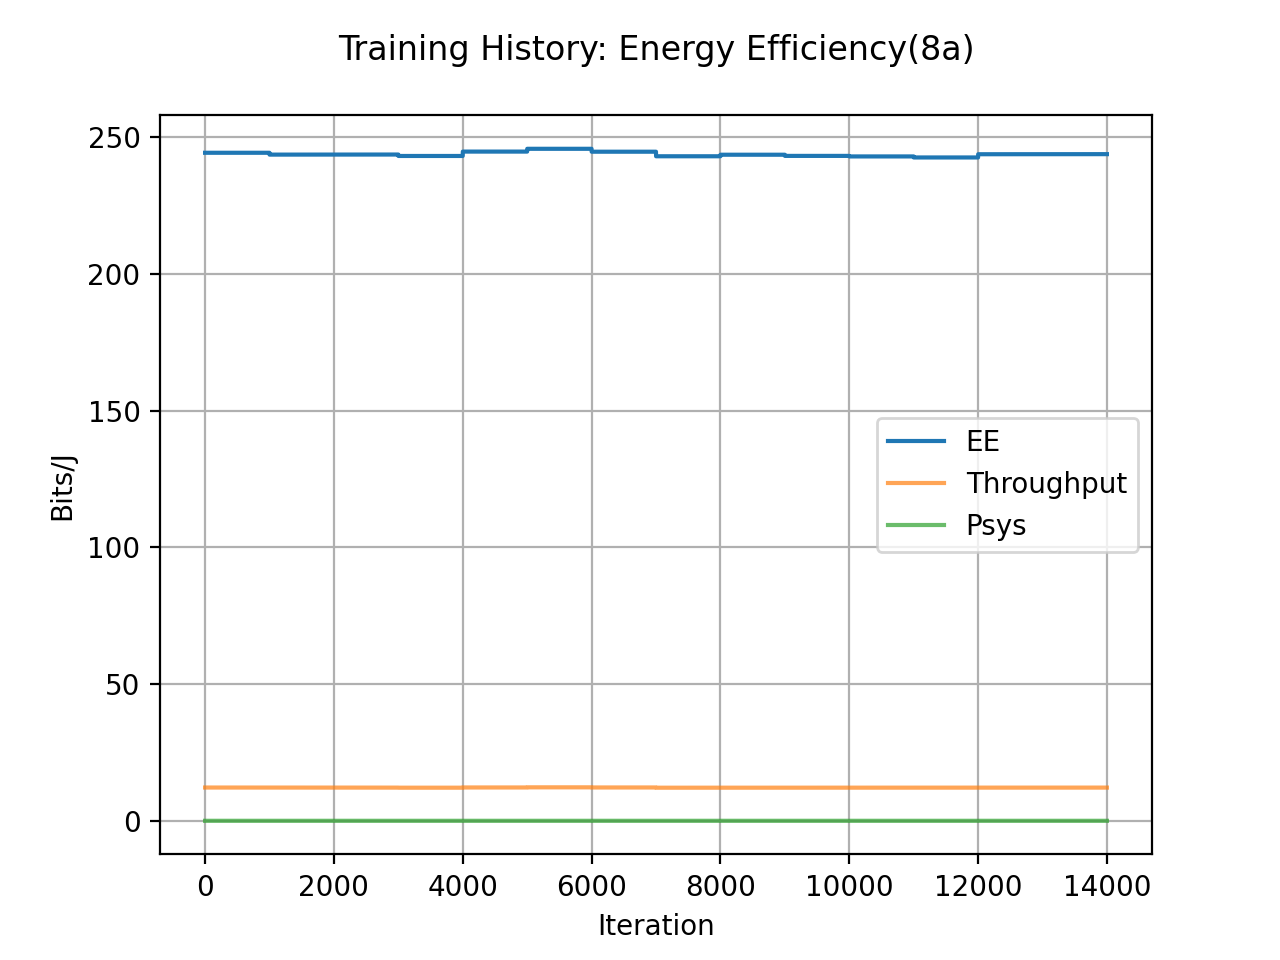 Training History: Energy Efficiency(8a)
250
200
150
100
50
0
Bits/J
EE
Throughput
Psys
0 2000 4000 6000 8000 10000 12000 14000
Iteration